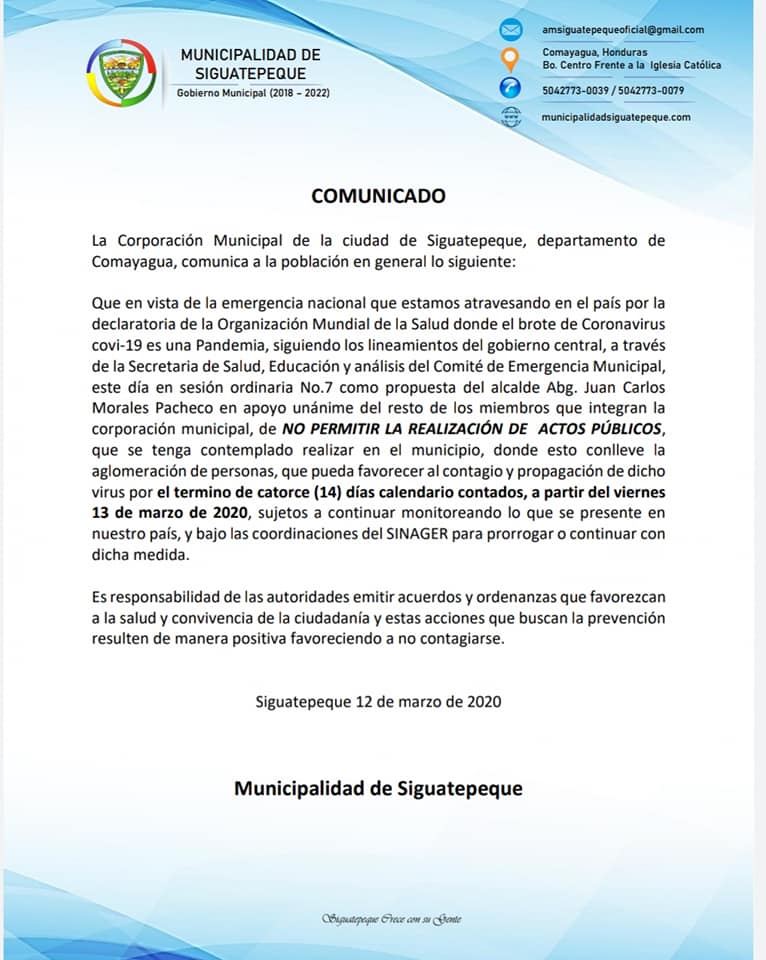 MUNICIPALIDAD DE
SIGUATEPEQUE
Gobierno Municipal (2018 – 2022)
amsiguatepequeoficial@gmail.com
Comayagua, Honduras
Bo. Centro Frente a la Iglesia Católica
5042773-0039 / 5042773-0079
www
municipalidadsiguatepeque.com
COMUNICADO
La Corporación Municipal de la ciudad de Siguatepeque, departamento de
Comayagua, comunica a la población en general lo siguiente:
Que en vista de la emergencia nacional que estamos atravesando en el país por la
declaratoria de la Organización Mundial de la Salud donde el brote de Coronavirus
covi-19 es una Pandemia, siguiendo los lineamientos del gobierno central, a través
de la Secretaria de Salud, Educación y análisis del Comité de Emergencia Municipal,
este día en sesión ordinaria No.7 como propuesta del alcalde Abg. Juan Carlos
Morales Pacheco en apoyo unánime del resto de los miembros que integran la
corporación municipal, de NO PERMITIR LA REALIZACIÓN DE ACTOS PÚBLICOS,
que se tenga contemplado realizar en el municipio, donde esto conlleve la
aglomeración de personas, que pueda favorecer al contagio y propagación de dicho
virus por el termino de catorce (14) días calendario contados, a partir del viernes
13 de marzo de 2020, sujetos a continuar monitoreando lo que se presente en
nuestro país, y bajo las coordinaciones del SINAGER para prorrogar o continuar con
dicha medida.
Es responsabilidad de las autoridades emitir acuerdos y ordenanzas que favorezcan
a la salud y convivencia de la ciudadanía y estas acciones que buscan la prevención
resulten de manera positiva favoreciendo a no contagiarse.
Siguatepeque 12 de marzo de 2020
Municipalidad de Siguatepeque
Siguatepeque Crece con su Gente